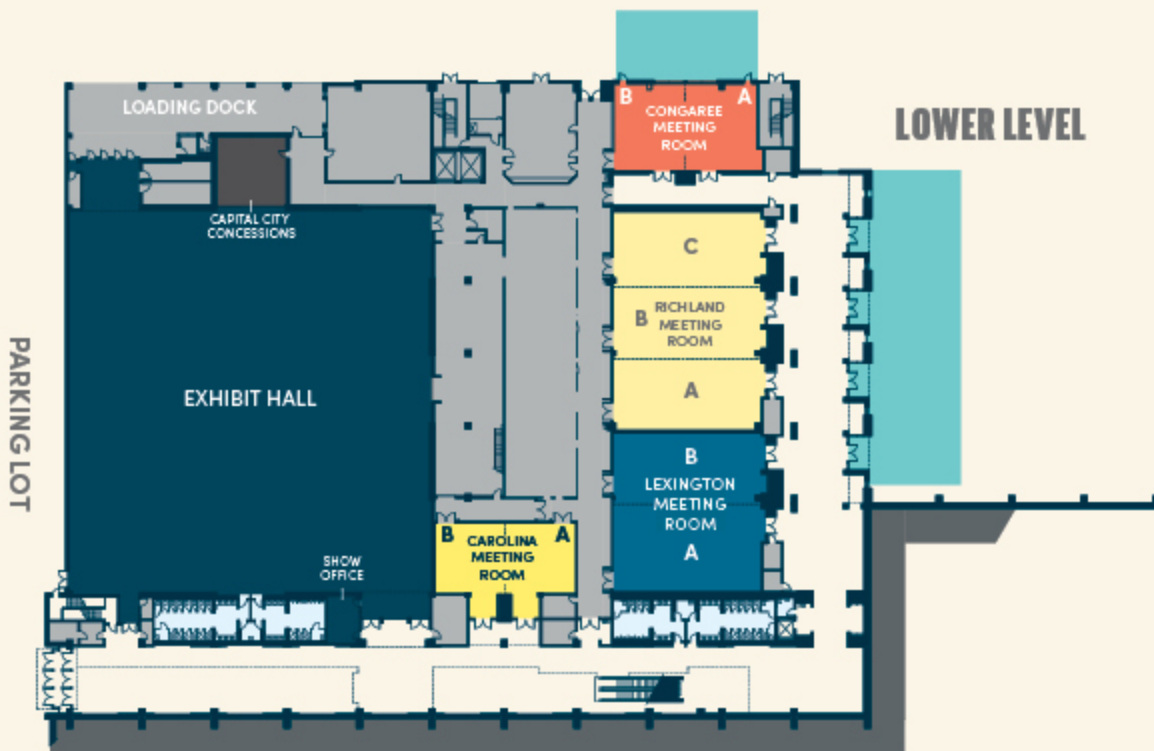 B
A
CONGAREE
MEETING
ROOM
LOADING DOCK
LOWER LEVEL
CAPITAL CITY
CONCESSIONS
C
B
RICHLAND
MEETING
ROOM
PARKING LOT
EXHIBIT HALL
A
B
LEXINGTON
MEETING
ROOM
A
B
A
CAROLINA
MEETING
ROOM
SHOW
OFFICE